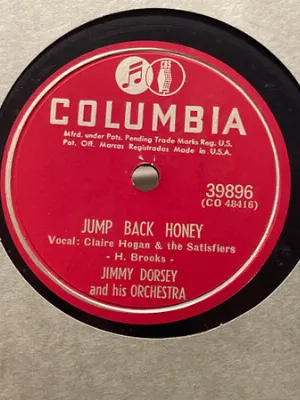 COLUMBIA
Mfrd. under Pats. Pending Trade Marks Reg. U.S.
Pat. Off. Marcas Registradas Made in U.S.A.
39896
(CO 48416)
JUMP BACK HONEY
Vocal: Claire Hogan & the Satisfiers
- H. Brooks -
JIMMY DORSEY
and his ORCHESTRA